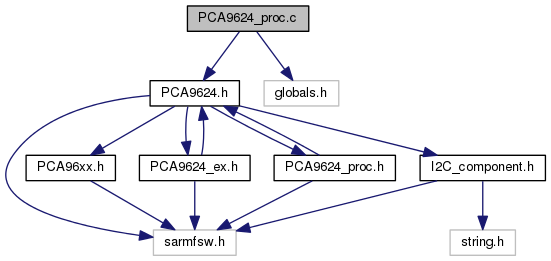 PCA9624_proc.c
PCA9624.h
globals.h
PCA96xx.h
PCA9624_ex.h
PCA9624_proc.h
I2C_component.h
sarmfsw.h
string.h